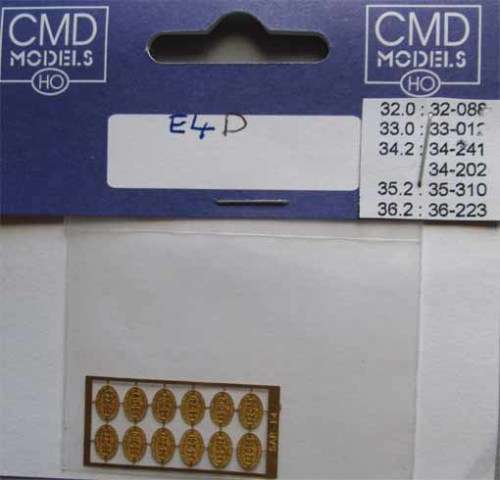 CMD
MODELS
HO
CMD
MODELS
HO
E4D
32.0 : 32-088
33.0 : 33-012
34.2 : 34-241
34-202
35.2 : 35-310
36.2 : 36-223